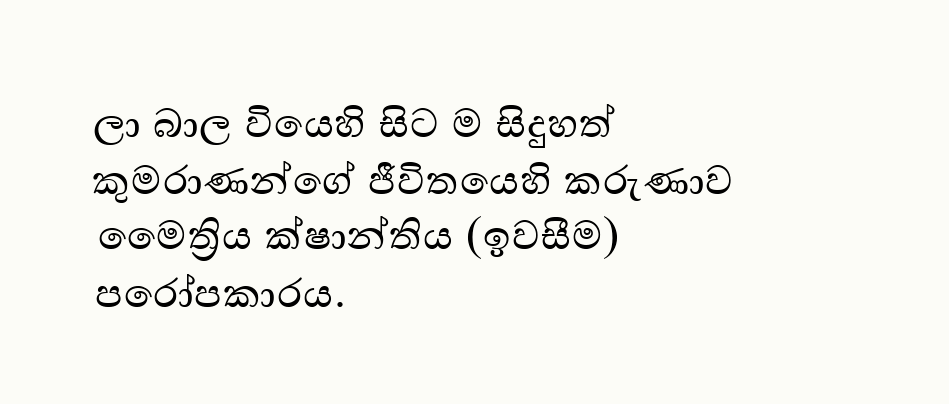 ලා බාල වියෙහි සිට ම සිදුහත්
කුමරාණන්ගේ ජීවිතයෙහි කරුණාව
මෛත්‍රිය ක්ෂාන්තිය (ඉවසීම)
පරෝපකාරය.